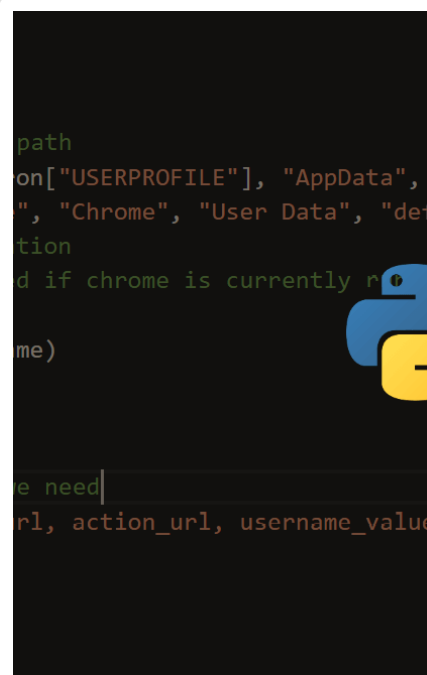 path
on["USERPROFILE"], "AppData",
", "Chrome", "User Data", "def
tion
d if chrome is currently r
me)
we need
rl, action_url, username_value